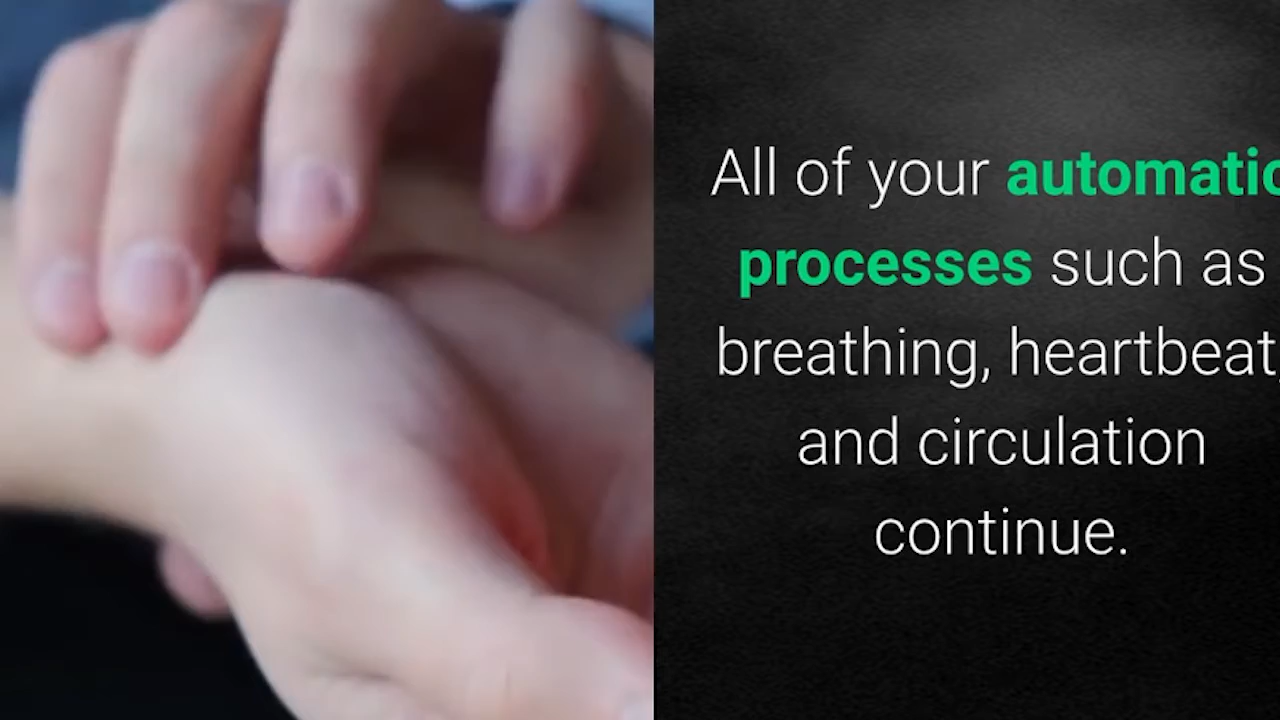 All of your automatic
processes such as
breathing, heartbeat,
and circulation
continue.